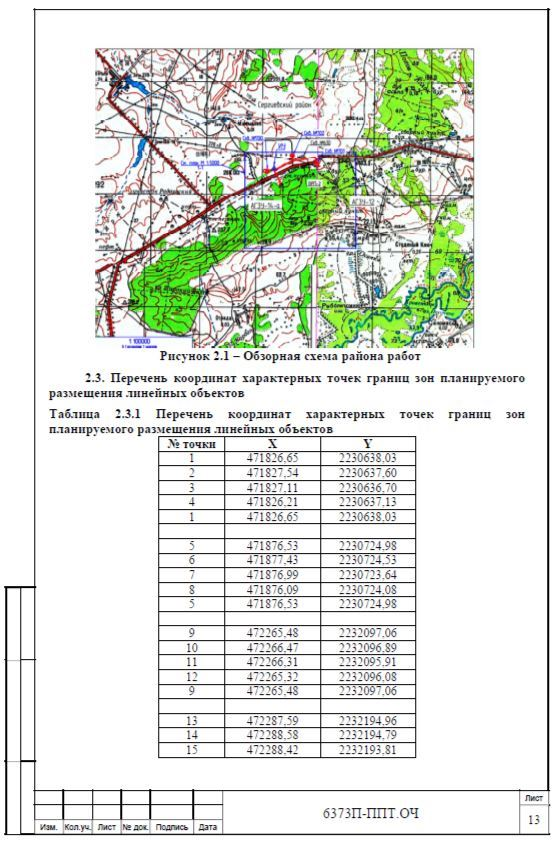 Сергиевский район
АГЗУ-14-а
АГЗУ-12
1:100000
Рисунок 2.1 – Обзорная схема района работ
2.3. Перечень координат характерных точек границ зон планируемого
размещения линейных объектов
Таблица 2.3.1 Перечень координат характерных точек границ зон
планируемого размещения линейных объектов
№ точки X Y
1 471826,65 2230638,03
2 471827,54 2230637,60
3 471827,11 2230636,70
4 471826,21 2230637,13
1 471826,65 2230638,03
5 471876,53 2230724,98
6 471877,43 2230724,53
7 471876,99 2230723,64
8 471876,09 2230724,08
5 471876,53 2230724,98
9 472265,48 2232097,06
10 472266,47 2232096,89
11 472266,31 2232095,91
12 472265,32 2232096,08
9 472265,48 2232097,06
13 472287,59 2232194,96
14 472288,58 2232194,79
15 472288,42 2232193,81
Изм. Кол.уч. Лист № док. Подпись Дата
6373П-ППТ.ОЧ
Лист
13